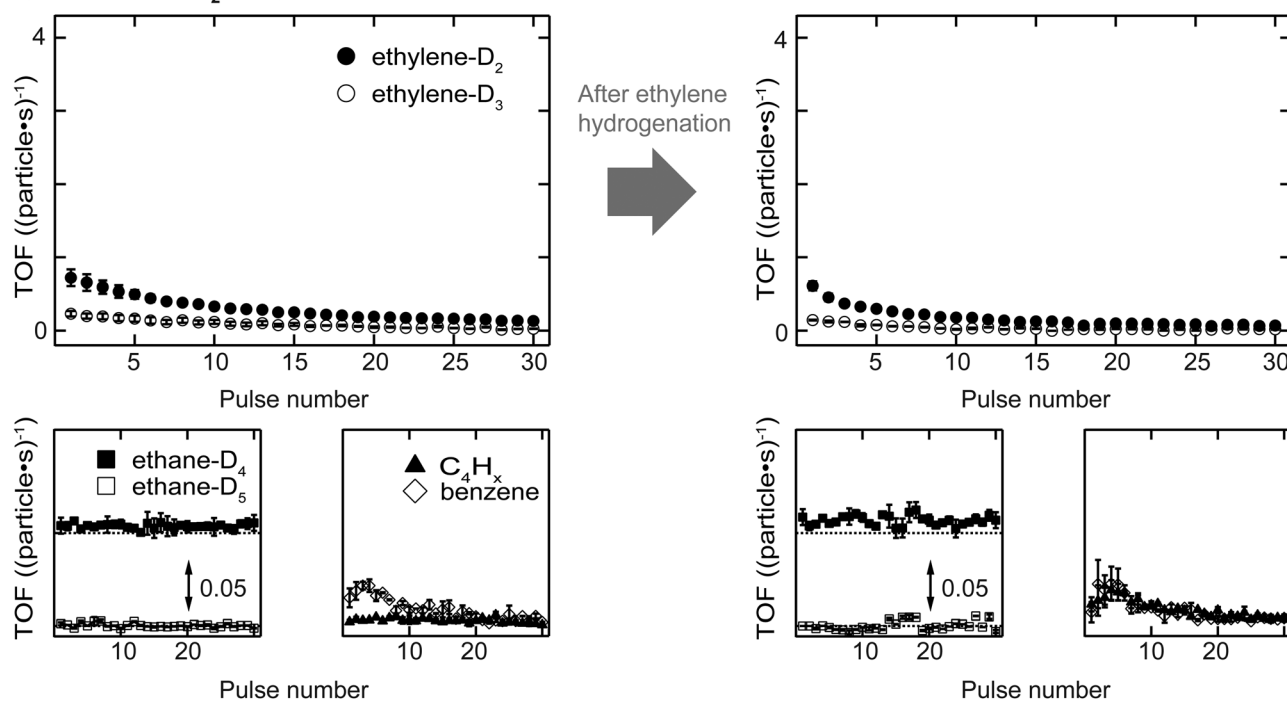 2
4
ethylene-D2
ethylene-D3
0
TOF ((particle•s)-1)
5 10 15 20 25 30
Pulse number
After ethylene
hydrogenation
4
0
TOF ((particle•s)-1)
5 10 15 20 25 30
Pulse number
TOF ((particle•s)-1)
ethane-D4
ethane-D5
0.05
10 20
C4Hx
benzene
10 20
Pulse number
TOF ((particle•s)-1)
0.05
10 20
10 20
Pulse number